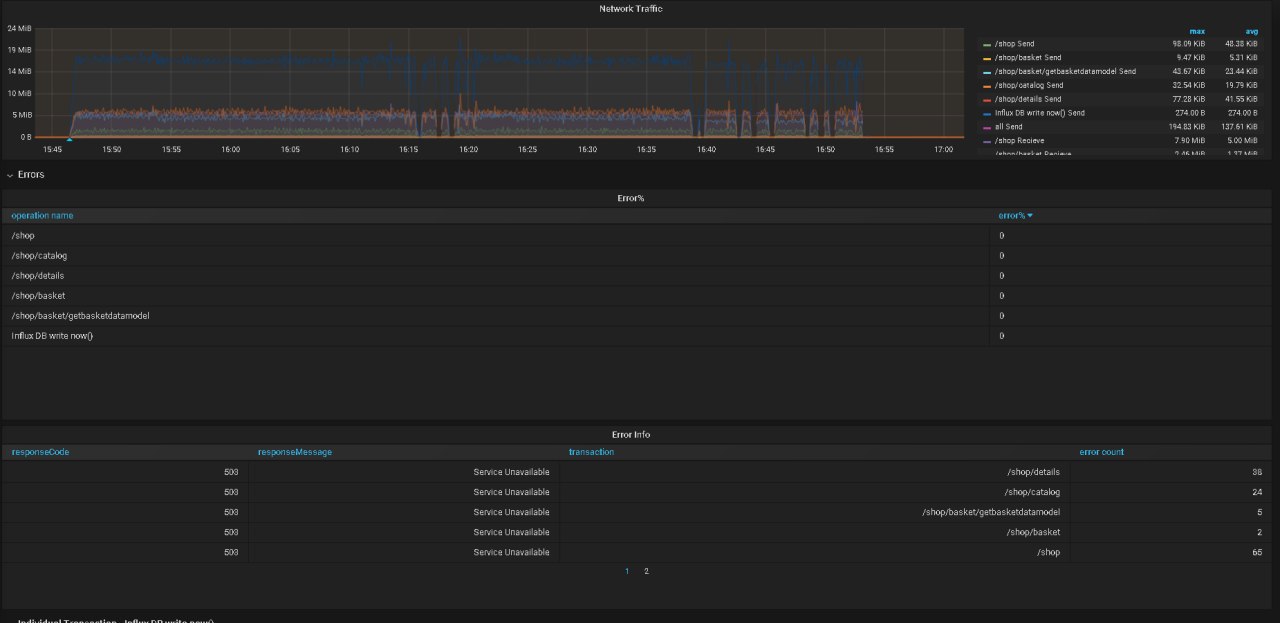 Network Traffic
24 MiB
19 MiB
14 MiB
10 MiB
5 MiB
0 B
15:45 15:50 15:55 16:00 16:05 16:10 16:15 16:20 16:25 16:30 16:35 16:40 16:45 16:50 16:55 17:00
max avg
/shop Send 98.09 KiB 48.38 KiB
/shop/basket Send 9.47 KiB 5.31 KiB
/shop/basket/getbasketdatamodel Send 43.67 KiB 23.44 KiB
/shop/catalog Send 32.54 KiB 19.79 KiB
/shop/details Send 77.28 KiB 41.55 KiB
Influx DB write now() Send 274.00 B 274.00 B
all Send 194.83 KiB 137.61 KiB
/shop Recieve 7.90 MiB 5.00 MiB
/shop/basket Recieve 2.46 MiB 1.37 MiB
Errors
Error%
operation name error%
/shop 0
/shop/catalog 0
/shop/details 0
/shop/basket 0
/shop/basket/getbasketdatamodel 0
Influx DB write now() 0
Error Info
responseCode responseMessage transaction error count
503 Service Unavailable /shop/details 38
503 Service Unavailable /shop/catalog 24
503 Service Unavailable /shop/basket/getbasketdatamodel 5
503 Service Unavailable /shop/basket 2
503 Service Unavailable /shop 65
1 2
Individual Transaction - Influx DB write now()